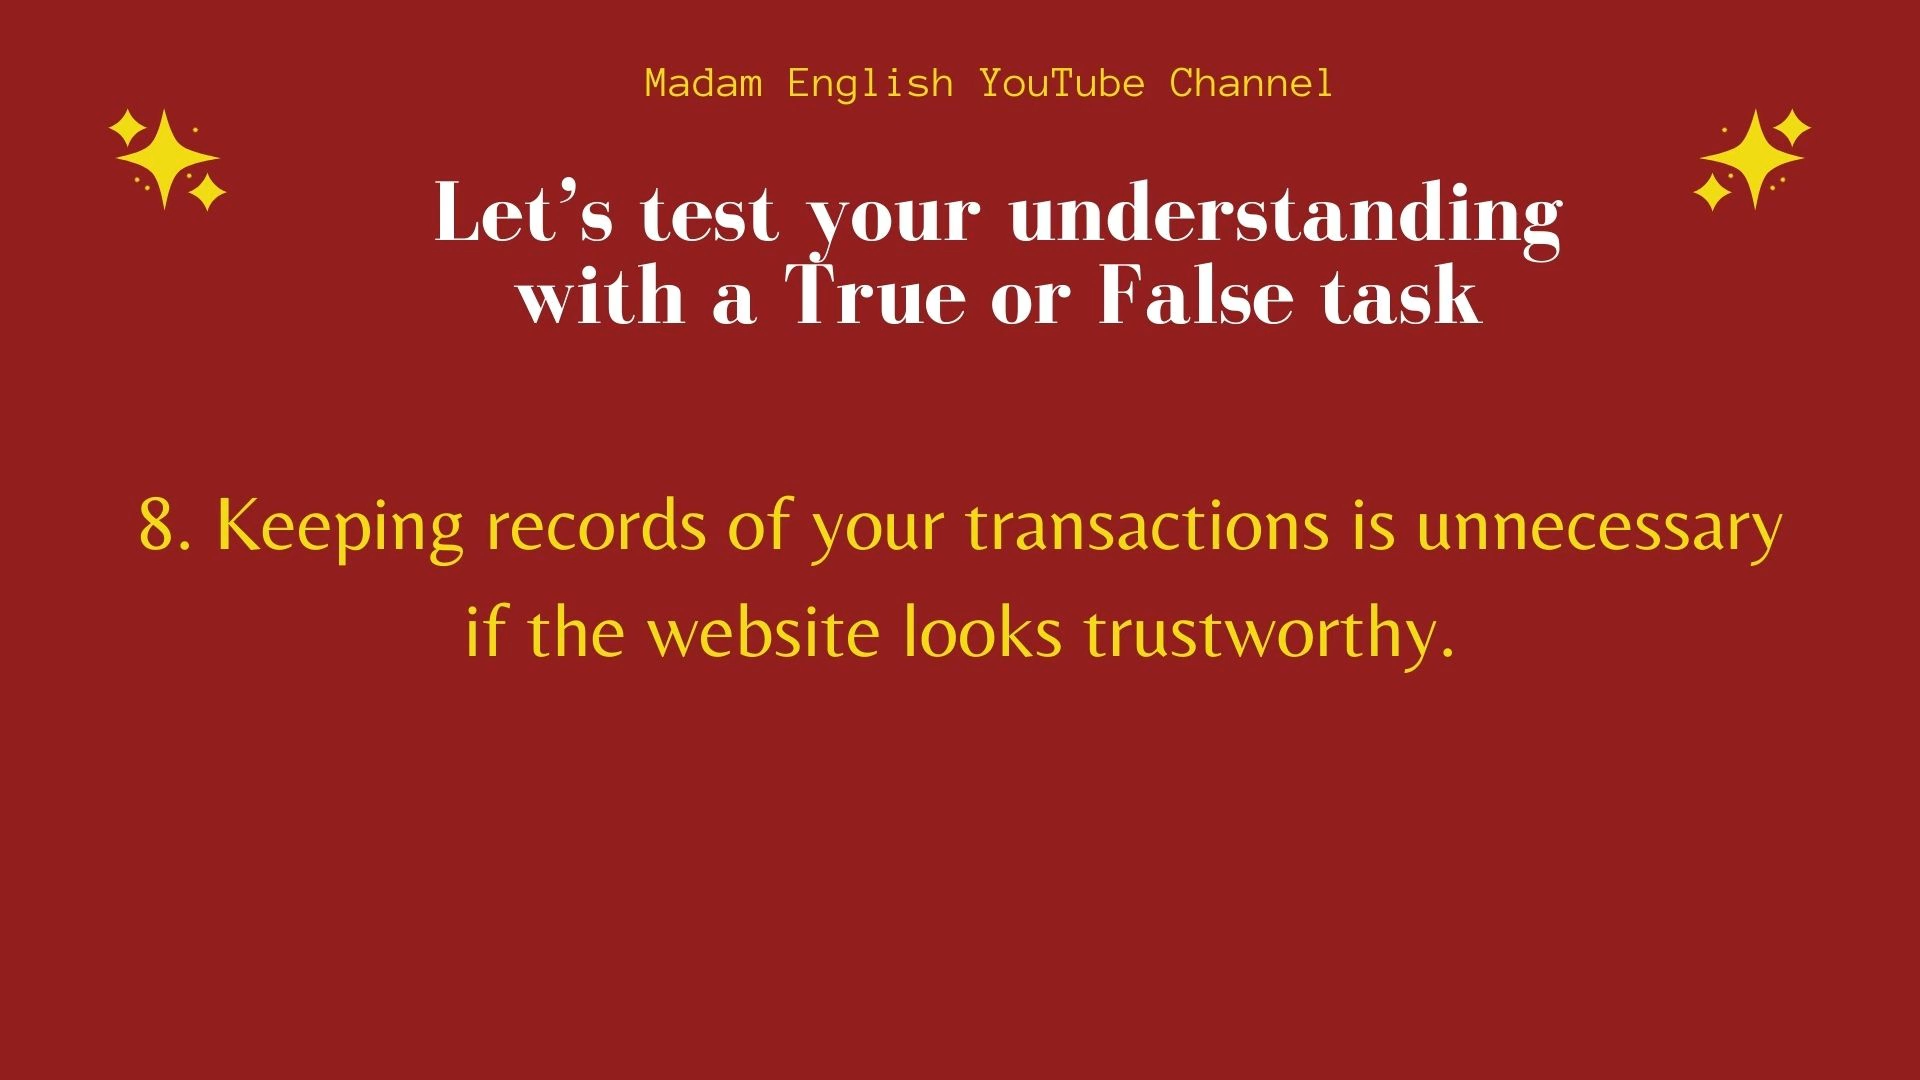 Madam English YouTube Channel
Let’s test your understanding
with a True or False task
8. Keeping records of your transactions is unnecessary
if the website looks trustworthy.